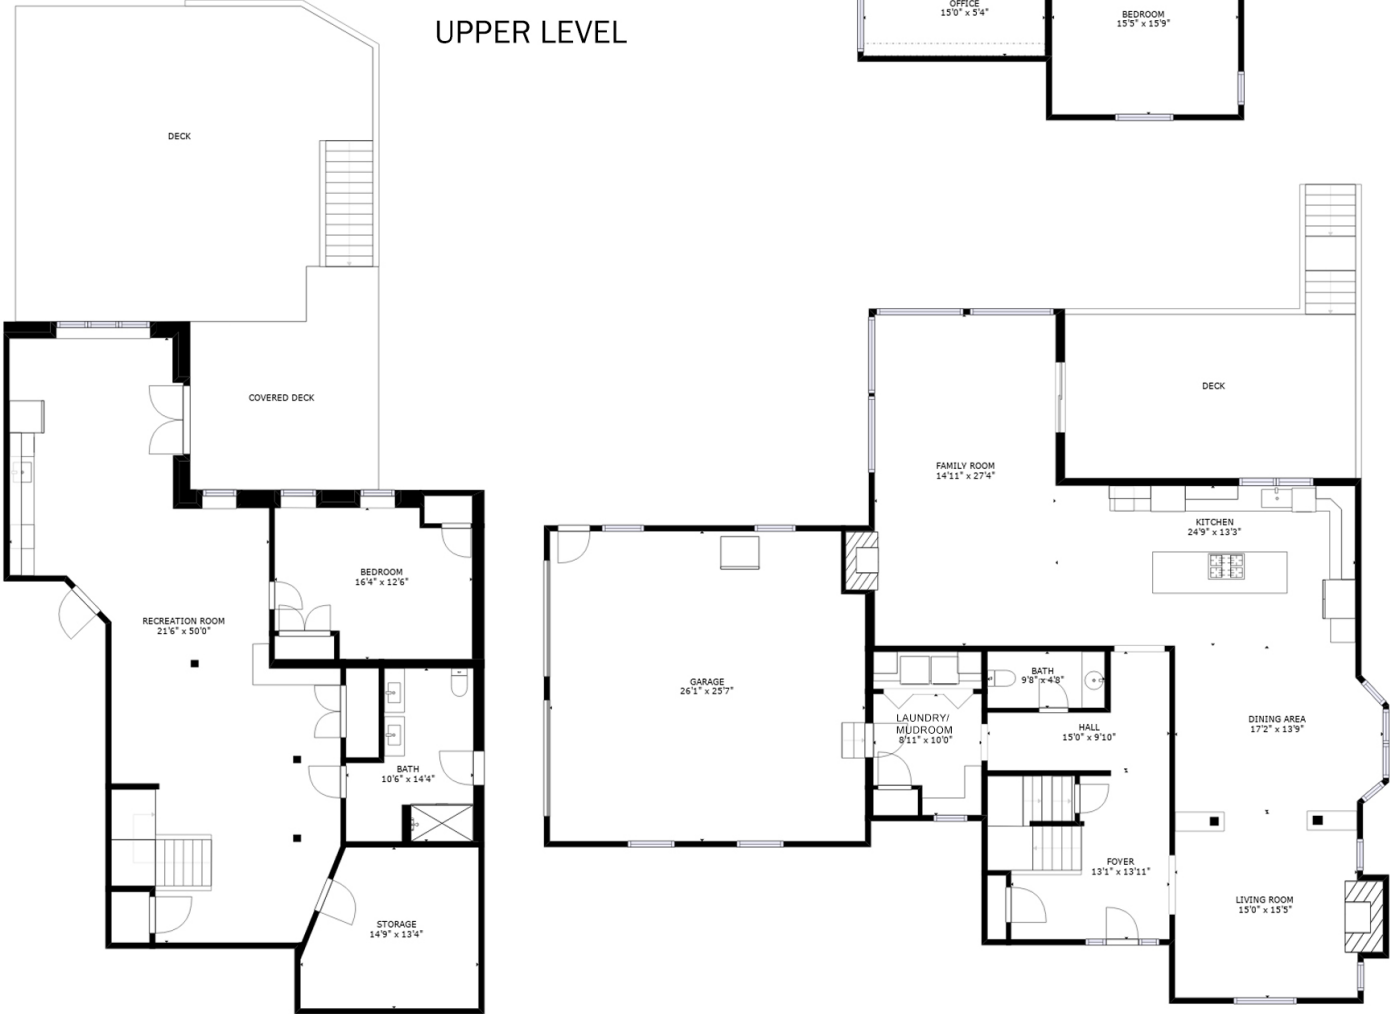 UPPER LEVEL
OFFICE
15'0" x 5'4"
BEDROOM
15'5" x 15'9"
DECK
COVERED DECK
RECREATION ROOM
21'6" x 50'0"
BEDROOM
16'4" x 12'6"
BATH
10'6" x 14'4"
STORAGE
14'9" x 13'4"
GARAGE
26'1" x 25'7"
FAMILY ROOM
14'11" x 27'4"
DECK
KITCHEN
24'9" x 13'3"
BATH
9'8" x 4'8"
LAUNDRY/
MUDROOM
8'11" x 10'0"
HALL
15'0" x 9'10"
DINING AREA
17'2" x 13'9"
FOYER
13'1" x 13'11"
LIVING ROOM
15'0" x 15'5"